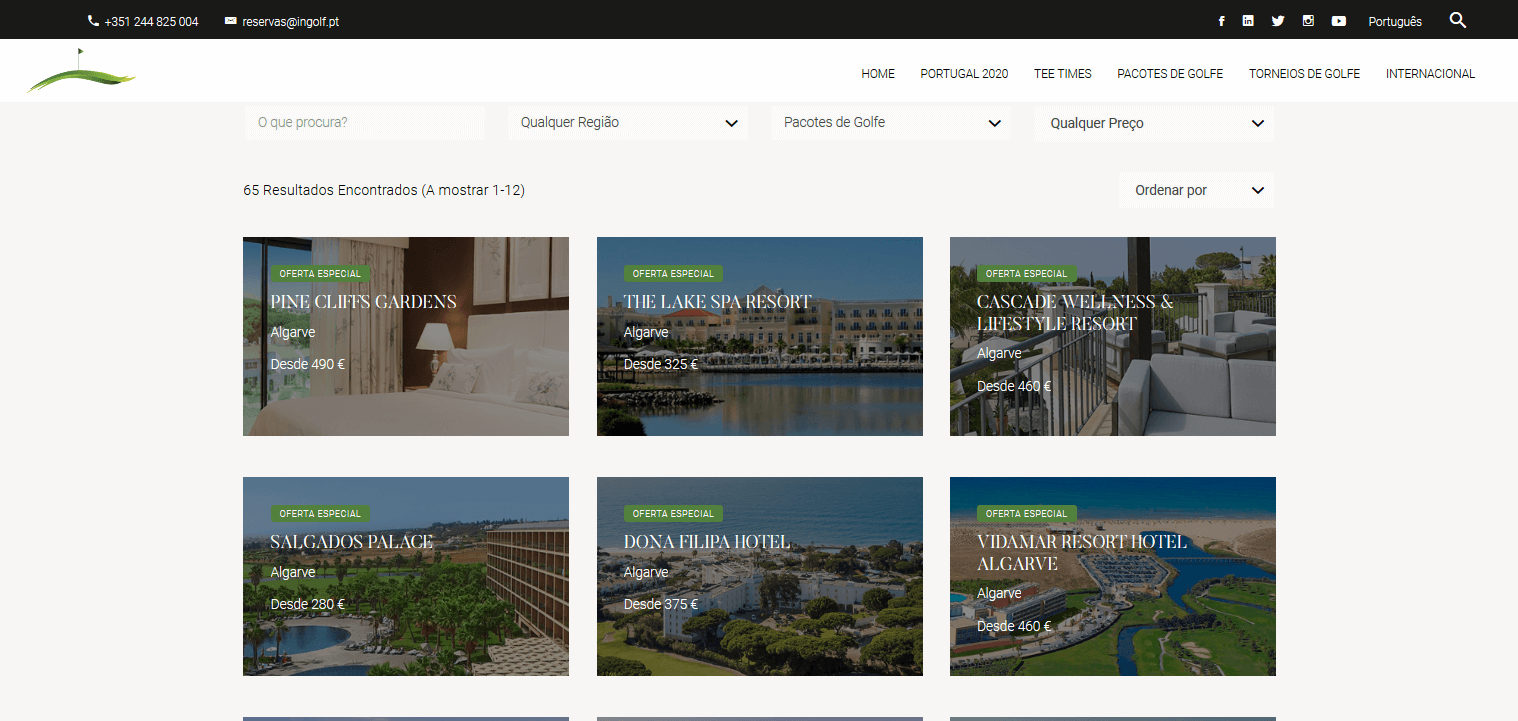 +351 244 825 004
reservas@ingolf.pt
Português
HOME
PORTUGAL 2020
TEE TIMES
PACOTES DE GOLFE
TORNEIOS DE GOLFE
INTERNACIONAL
O que procura?
Qualquer Região
Pacotes de Golfe
Qualquer Preço
65 Resultados Encontrados (A mostrar 1-12)
Ordenar por
OFERTA ESPECIAL
PINE CLIFFS GARDENS
Algarve
Desde 490 €
OFERTA ESPECIAL
THE LAKE SPA RESORT
Algarve
Desde 325 €
OFERTA ESPECIAL
CASCADE WELLNESS &
LIFESTYLE RESORT
Algarve
Desde 460 €
OFERTA ESPECIAL
SALGADOS PALACE
Algarve
Desde 280 €
OFERTA ESPECIAL
DONA FILIPA HOTEL
Algarve
Desde 375 €
OFERTA ESPECIAL
VIDAMAR RESORT HOTEL
ALGARVE
Algarve
Desde 460 €